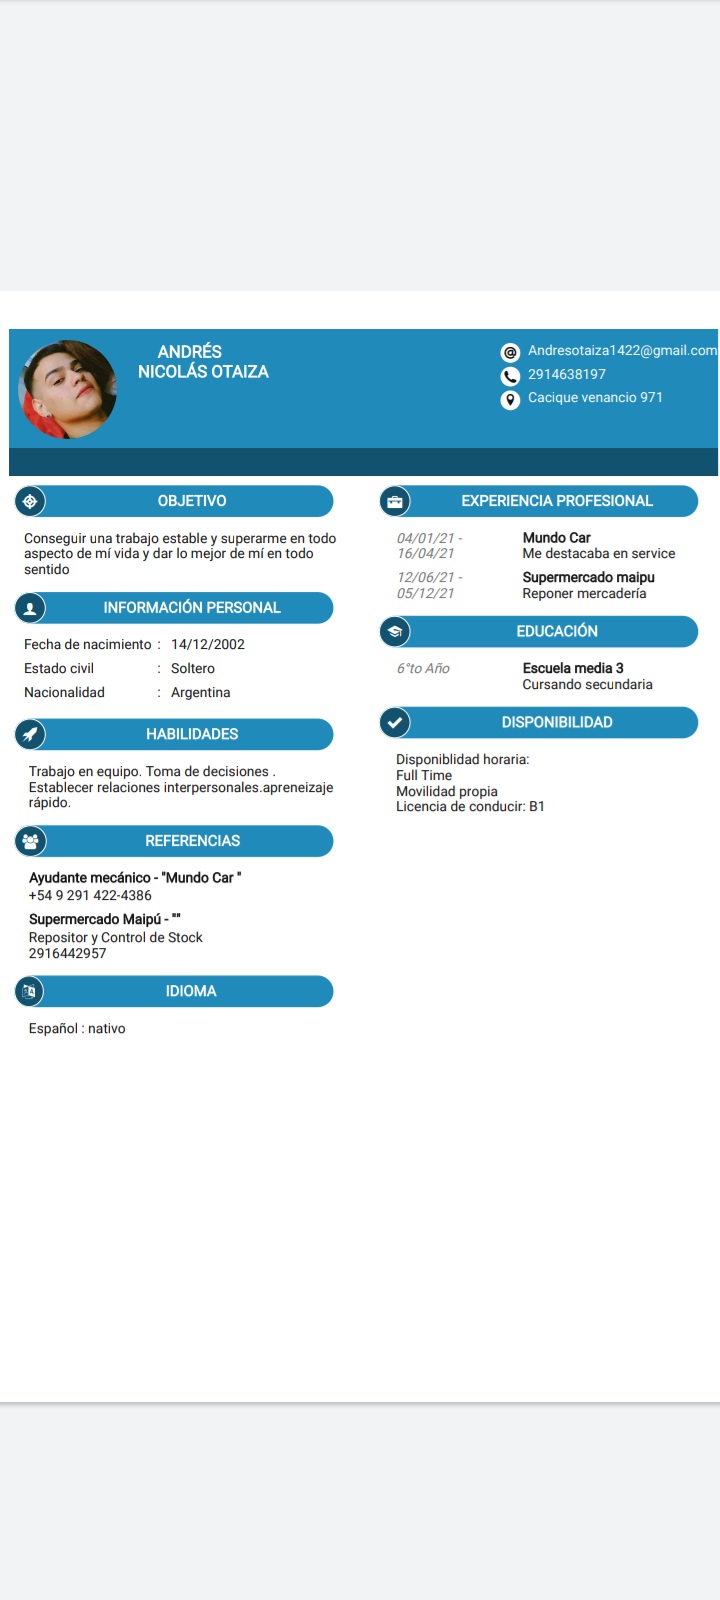 ANDRÉS
NICOLÁS OTAIZA
Andresotaiza1422@gmail.com
2914638197
Cacique venancio 971
OBJETIVO
Conseguir una trabajo estable y superarme en todo
aspecto de mí vida y dar lo mejor de mí en todo
sentido
INFORMACIÓN PERSONAL
Fecha de nacimiento : 14/12/2002
Estado civil : Soltero
Nacionalidad : Argentina
HABILIDADES
Trabajo en equipo. Toma de decisiones .
Establecer relaciones interpersonales.apreneizaje
rápido.
REFERENCIAS
Ayudante mecánico - "Mundo Car "
+54 9 291 422-4386
Supermercado Maipú - ""
Repositor y Control de Stock
2916442957
IDIOMA
Español : nativo
EXPERIENCIA PROFESIONAL
04/01/21 - Mundo Car
16/04/21 Me destacaba en service
12/06/21 - Supermercado maipu
05/12/21 Reponer mercadería
EDUCACIÓN
6°to Año Escuela media 3
Cursando secundaria
DISPONIBILIDAD
Disponiblidad horaria:
Full Time
Movilidad propia
Licencia de conducir: B1